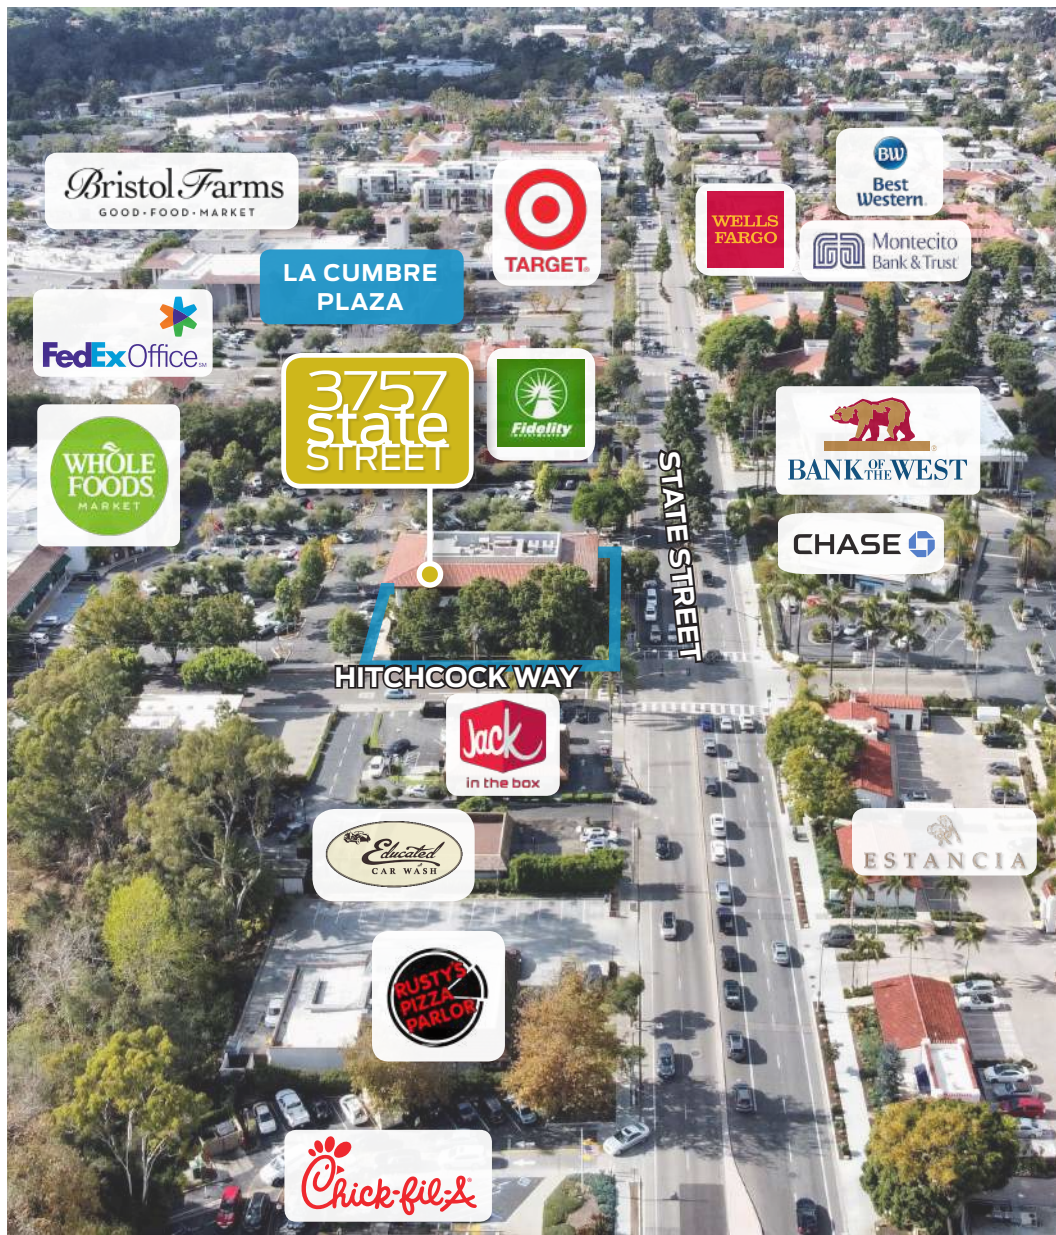 Bristol Farms
GOOD • FOOD • MARKET
TARGET
BW
Best
Western
WELLS
FARGO
Montecito
Bank & Trust
LA CUMBRE
PLAZA
FedEx Office SM
3757
state
STREET
Fidelity
INVESTMENTS
WHOLE
FOODS
MARKET
BANK OF THE WEST
CHASE
STATE STREET
HITCHCOCK WAY
Jack
in the box
Educated
CAR WASH
ESTANCIA
RUSTY'S
PIZZA
PARLOR
Chick-fil-A